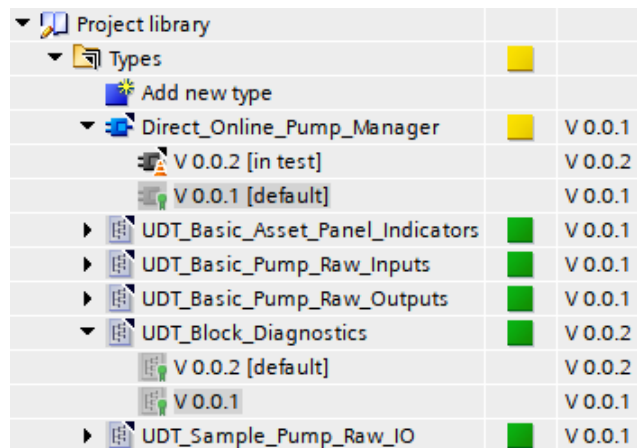 Project library
Types
Add new type
Direct_Online_Pump_Manager V 0.0.1
V 0.0.2 [in test] V 0.0.2
V 0.0.1 [default] V 0.0.1
UDT_Basic_Asset_Panel_Indicators V 0.0.1
UDT_Basic_Pump_Raw_Inputs V 0.0.1
UDT_Basic_Pump_Raw_Outputs V 0.0.1
UDT_Block_Diagnostics V 0.0.2
V 0.0.2 [default] V 0.0.2
V 0.0.1 V 0.0.1
UDT_Sample_Pump_Raw_IO V 0.0.1